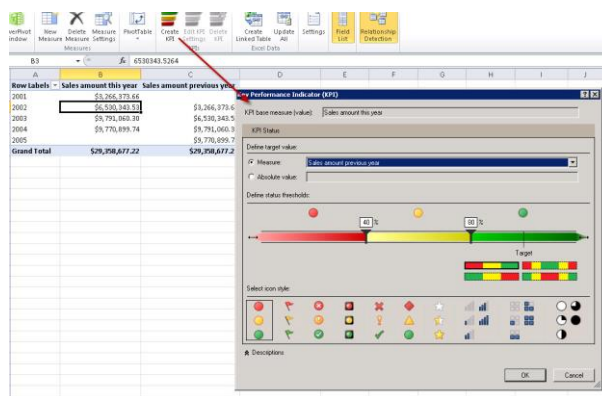 verPivot New Delete Measure PivotTable Create Edit KPI Delete Create Update Settings Field Relationship
indow Measure Measure Settings KPI Settings KPI Linked Table All List Detection
Measures KPIs Excel Data
B3 fx 6530343.5264
A B C D E F G H I J
Row Labels Sales amount this year Sales amount previous year
2001 $3,266,373.66
2002 $6,530,343.53 $3,266,373.6
2003 $9,791,060.30 $6,530,343.5
2004 $9,770,899.74 $9,791,060.3
2005 $9,770,899.7
Grand Total $29,358,677.22 $29,358,677.2
Key Performance Indicator (KPI)
KPI base measure (value): Sales amount this year
KPI Status
Define target value:
Measure: Sales amount previous year
Absolute value:
Define status thresholds:
40 % 80 %
Target
Select icon style:
Descriptions
OK Cancel